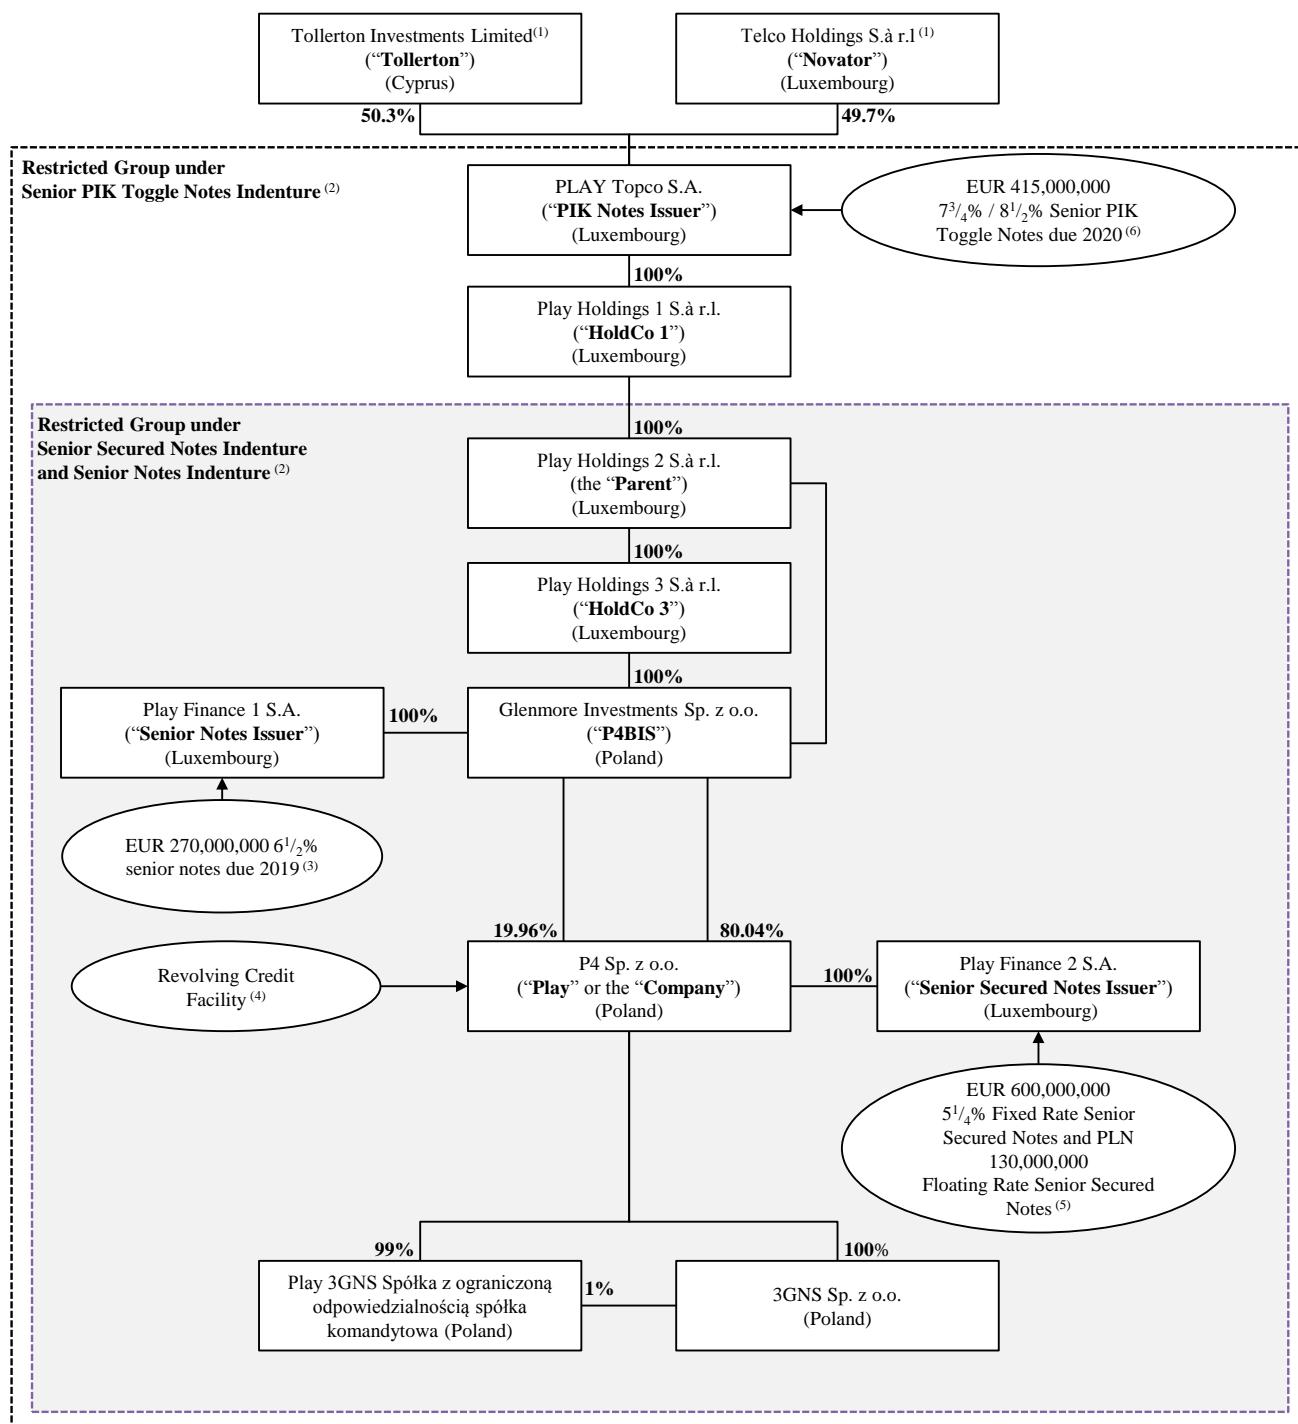 Tollerton Investments Limited(1)
(“Tollerton”)
(Cyprus)
Telco Holdings S.à r.l (1)
(“Novator”)
(Luxembourg)
50.3%
49.7%
Restricted Group under
Senior PIK Toggle Notes Indenture (2)
PLAY Topco S.A.
(“PIK Notes Issuer”)
(Luxembourg)
EUR 415,000,000
7 3/4% / 8 1/2% Senior PIK
Toggle Notes due 2020 (6)
100%
Play Holdings 1 S.à r.l.
(“HoldCo 1”)
(Luxembourg)
Restricted Group under
Senior Secured Notes Indenture
and Senior Notes Indenture (2)
100%
Play Holdings 2 S.à r.l.
(the “Parent”)
(Luxembourg)
100%
Play Holdings 3 S.à r.l.
(“HoldCo 3”)
(Luxembourg)
100%
Play Finance 1 S.A.
(“Senior Notes Issuer”)
(Luxembourg)
100%
Glenmore Investments Sp. z o.o.
(“P4BIS”)
(Poland)
EUR 270,000,000 6 1/2%
senior notes due 2019 (3)
19.96%
80.04%
Revolving Credit
Facility (4)
P4 Sp. z o.o.
(“Play” or the “Company”)
(Poland)
100%
Play Finance 2 S.A.
(“Senior Secured Notes Issuer”)
(Luxembourg)
EUR 600,000,000
5 1/4% Fixed Rate Senior
Secured Notes and PLN
130,000,000
Floating Rate Senior Secured
Notes (5)
99%
100%
Play 3GNS Spółka z ograniczoną
odpowiedzialnością spółka
komandytowa (Poland)
1%
3GNS Sp. z o.o.
(Poland)